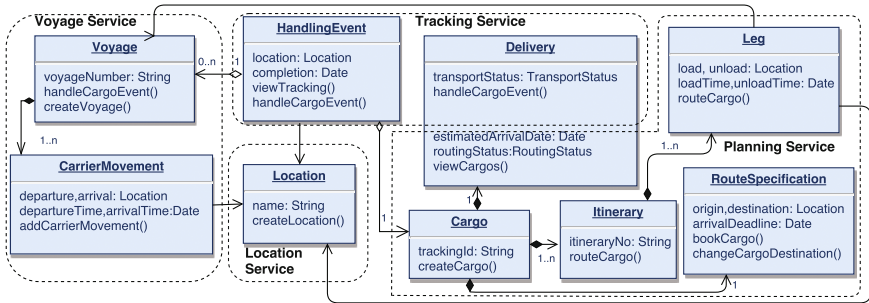 Voyage Service
Voyage
voyageNumber: String
handleCargoEvent()
createVoyage()
0..n
1
HandlingEvent
location: Location
completion: Date
viewTracking()
handleCargoEvent()
Tracking Service
Delivery
transportStatus: TransportStatus
handleCargoEvent()
estimatedArrivalDate: Date
routingStatus:RoutingStatus
viewCargos()
Leg
load, unload: Location
loadTime,unloadTime: Date
routeCargo()
1..n
Planning Service
1..n
CarrierMovement
departure,arrival: Location
departureTime,arrivalTime:Date
addCarrierMovement()
Location
name: String
createLocation()
Location
Service
1
1
Cargo
trackingId: String
createCargo()
1..n
Itinerary
itineraryNo: String
routeCargo()
RouteSpecification
origin,destination: Location
arrivalDeadline: Date
bookCargo()
changeCargoDestination()
1